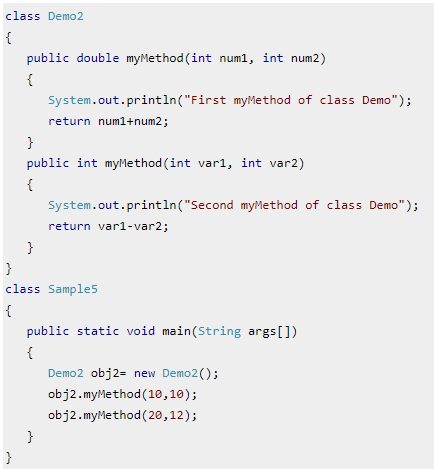 class Demo2
{
   public double myMethod(int num1, int num2)
   {
      System.out.println("First myMethod of class Demo");
      return num1+num2;
   }
   public int myMethod(int var1, int var2)
   {
      System.out.println("Second myMethod of class Demo");
      return var1-var2;
   }
}
class Sample5
{
   public static void main(String args[])
   {
      Demo2 obj2= new Demo2();
      obj2.myMethod(10,10);
      obj2.myMethod(20,12);
   }
}